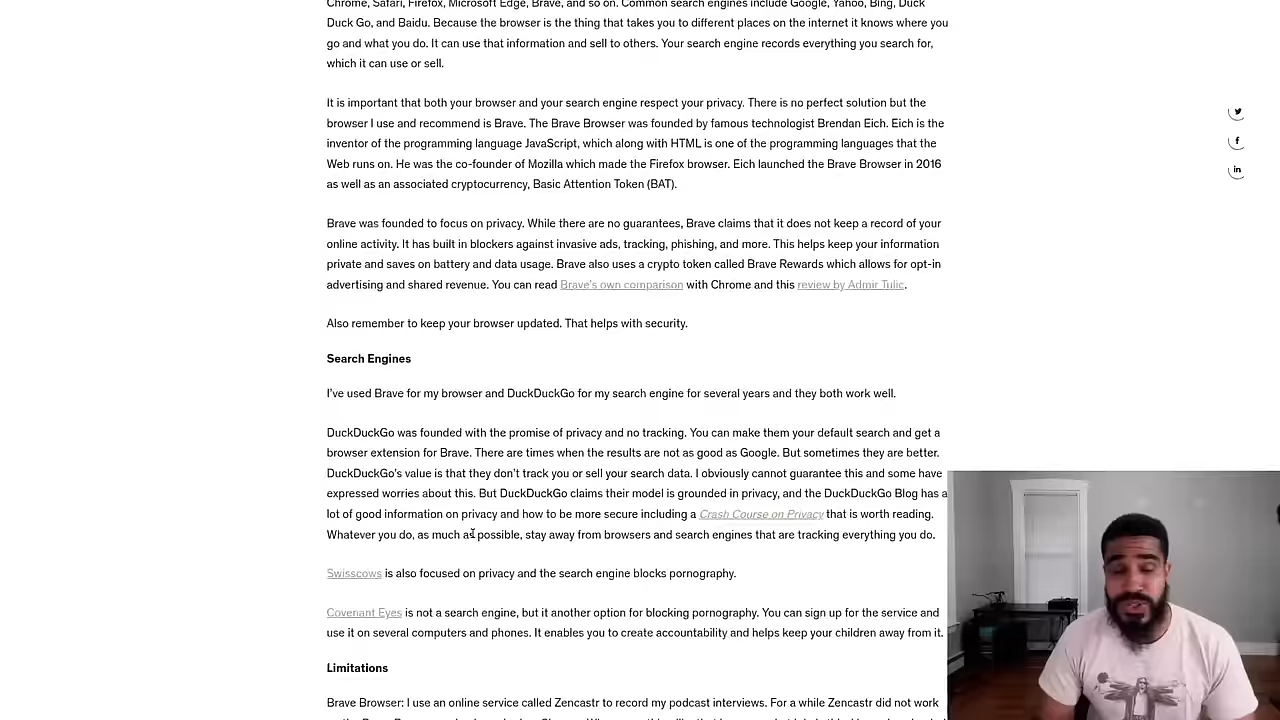 Chrome, Safari, Firefox, Microsoft Edge, Brave, and so on. Common search engines include Google, Yahoo, Bing, Duck
Duck Go, and Baidu. Because the browser is the thing that takes you to different places on the internet it knows where you
go and what you do. It can use that information and sell to others. Your search engine records everything you search for,
which it can use or sell.
It is important that both your browser and your search engine respect your privacy. There is no perfect solution but the
browser I use and recommend is Brave. The Brave Browser was founded by famous technologist Brendan Eich. Eich is the
inventor of the programming language JavaScript, which along with HTML is one of the programming languages that the
Web runs on. He was the co-founder of Mozilla which made the Firefox browser. Eich launched the Brave Browser in 2016
as well as an associated cryptocurrency, Basic Attention Token (BAT).
Brave was founded to focus on privacy. While there are no guarantees, Brave claims that it does not keep a record of your
online activity. It has built in blockers against invasive ads, tracking, phishing, and more. This helps keep your information
private and saves on battery and data usage. Brave also uses a crypto token called Brave Rewards which allows for opt-in
advertising and shared revenue. You can read Brave's own comparison with Chrome and this review by Admir Tulic.
Also remember to keep your browser updated. That helps with security.
Search Engines
I've used Brave for my browser and DuckDuckGo for my search engine for several years and they both work well.
DuckDuckGo was founded with the promise of privacy and no tracking. You can make them your default search and get a
browser extension for Brave. There are times when the results are not as good as Google. But sometimes they are better.
DuckDuckGo's value is that they don't track you or sell your search data. I obviously cannot guarantee this and some have
expressed worries about this. But DuckDuckGo claims their model is grounded in privacy, and the DuckDuckGo Blog has a
lot of good information on privacy and how to be more secure including a Crash Course on Privacy that is worth reading.
Whatever you do, as much as possible, stay away from browsers and search engines that are tracking everything you do.
Swisscows is also focused on privacy and the search engine blocks pornography.
Covenant Eyes is not a search engine, but it another option for blocking pornography. You can sign up for the service and
use it on several computers and phones. It enables you to create accountability and helps keep your children away from it.
Limitations
Brave Browser: I use an online service called Zencastr to record my podcast interviews. For a while Zencastr did not work